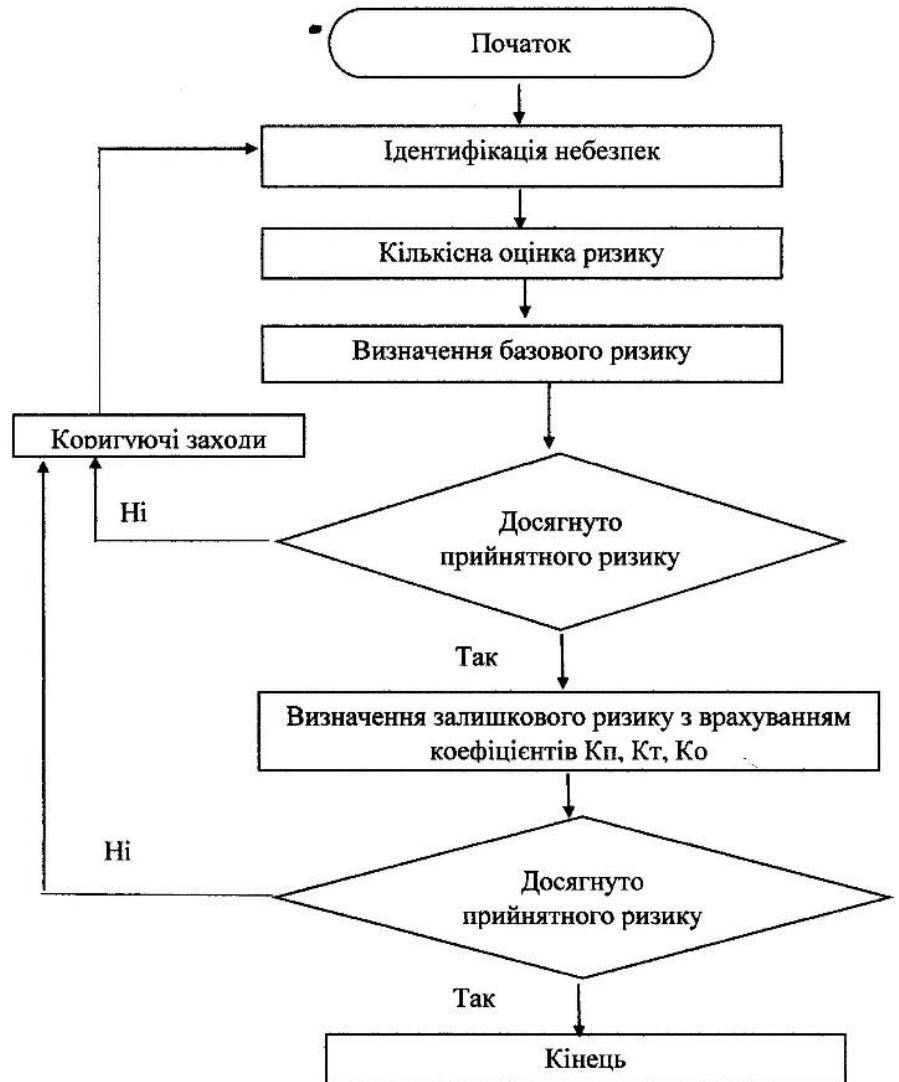 Початок
Ідентифікація небезпек
Кількісна оцінка ризику
Визначення базового ризику
Коригуючі заходи
Ні
Досягнуто
прийнятного ризику
Так
Визначення залишкового ризику з врахуванням
коефіцієнтів Кп, Кт, Ко
Ні
Досягнуто
прийнятного ризику
Так
Кінець